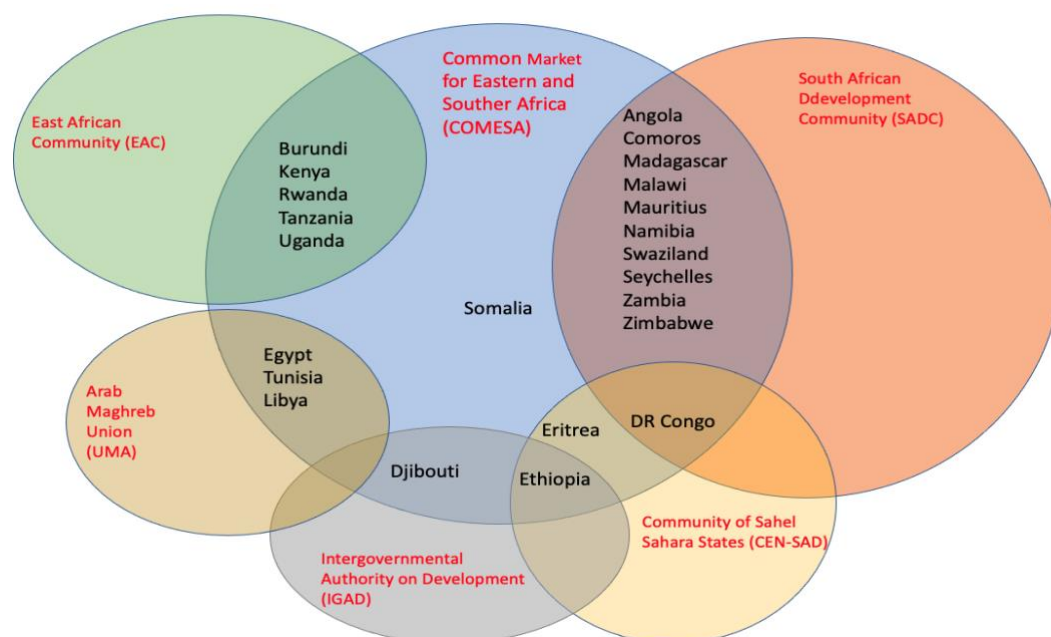 East African
Community (EAC)
Burundi
Kenya
Rwanda
Tanzania
Uganda
Common Market
for Eastern and
Souther Africa
(COMESA)
Somalia
Angola
Comoros
Madagascar
Malawi
Mauritius
Namibia
Swaziland
Seychelles
Zambia
Zimbabwe
South African
Ddevelopment
Community (SADC)
Arab
Maghreb
Union
(UMA)
Egypt
Tunisia
Libya
Djibouti
Eritrea
Ethiopia
DR Congo
Intergovernmental
Authority on Development
(IGAD)
Community of Sahel
Sahara States (CEN-SAD)